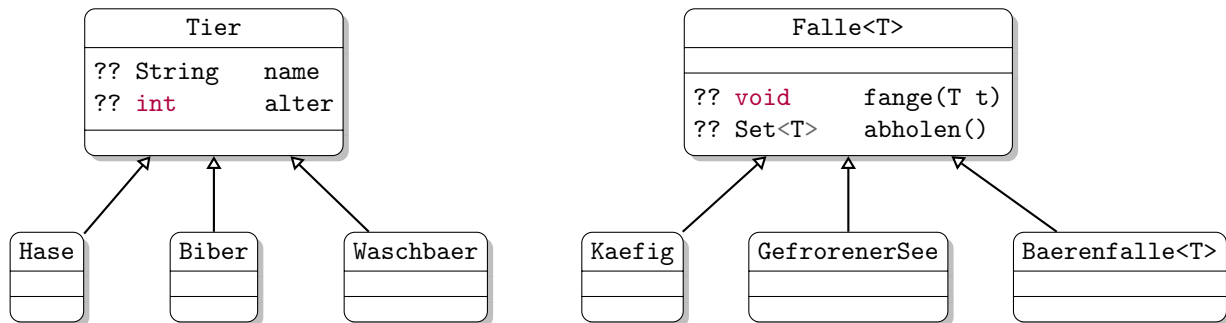 Tier
?? String name
?? int alter
Falle<T>
?? void fange(T t)
?? Set<T> abholen()
Hase
Biber
Waschbaer
Kaefig
GefrorenerSee
Baerenfalle<T>